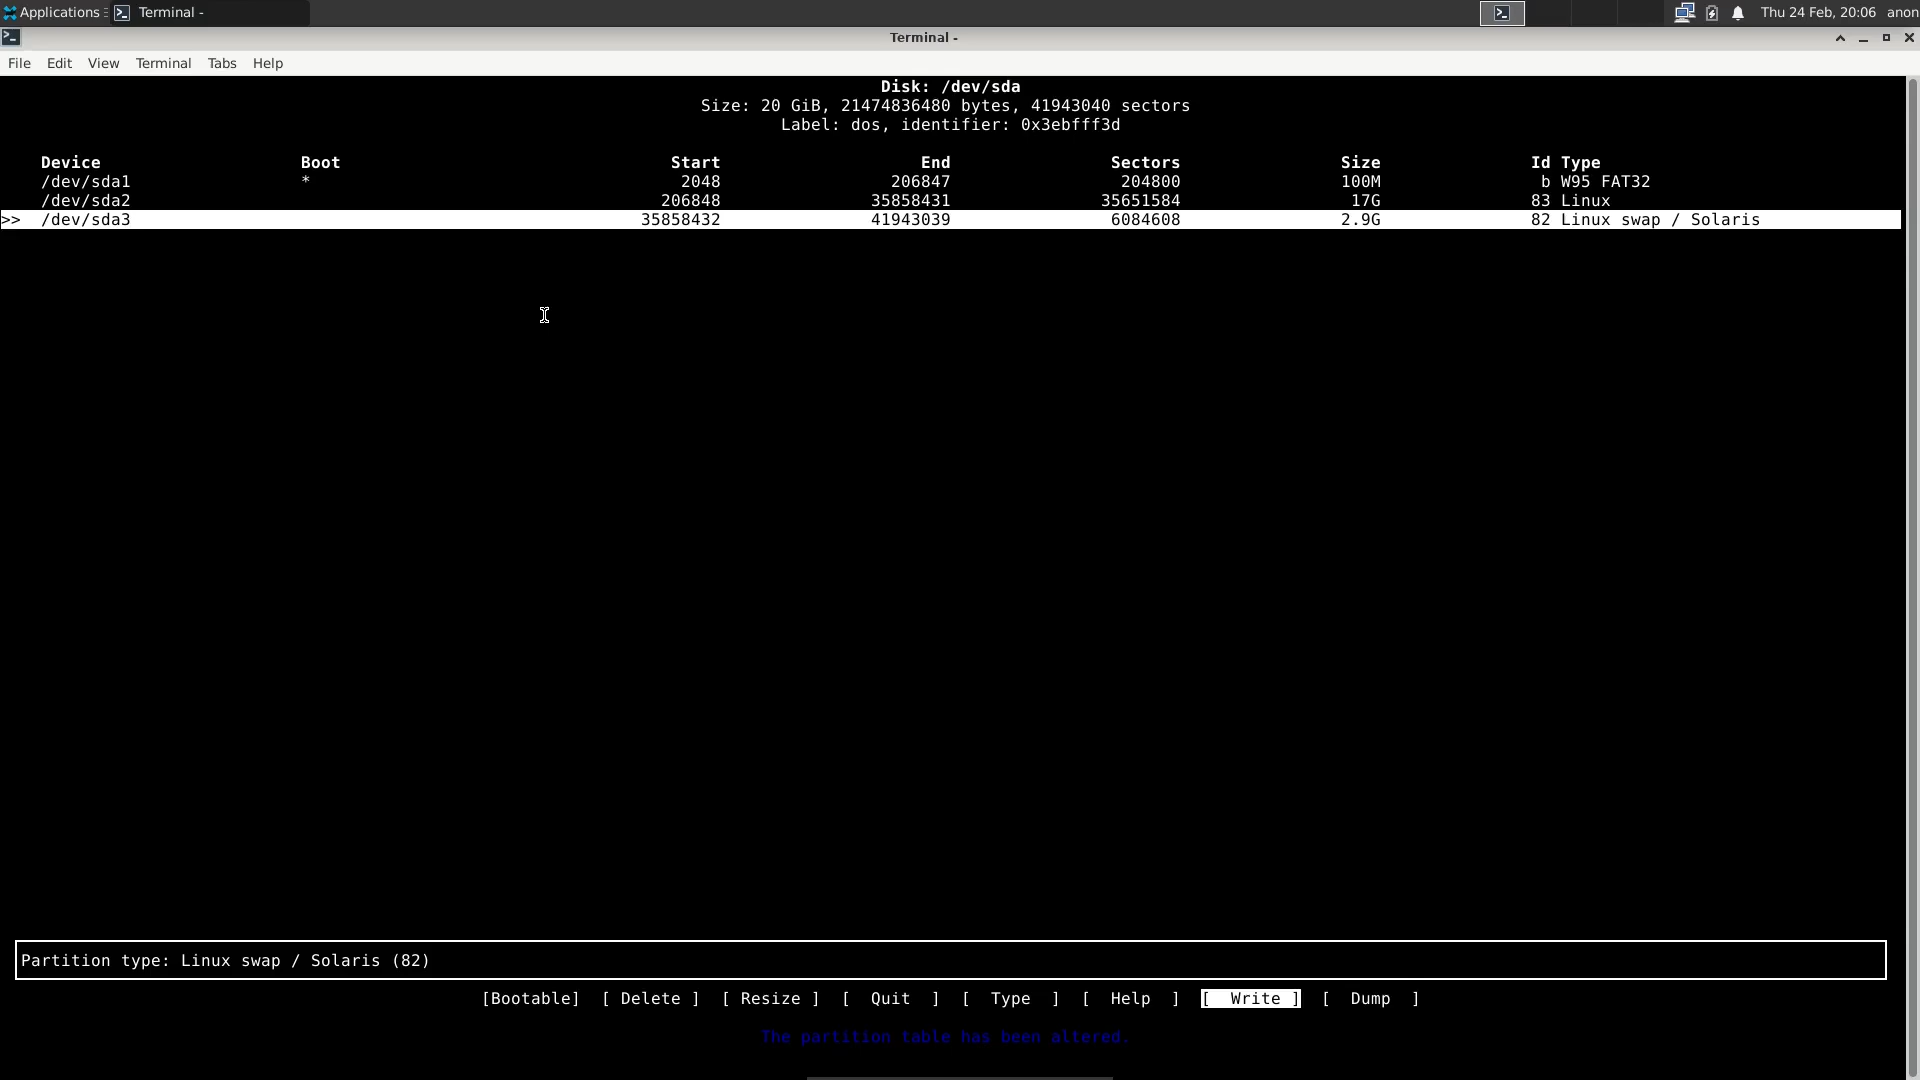 Applications Terminal - Thu 24 Feb, 20:06 anon
Terminal -
File Edit View Terminal Tabs Help
Disk: /dev/sda
Size: 20 GiB, 21474836480 bytes, 41943040 sectors
Label: dos, identifier: 0x3ebfff3d
Device Boot Start End Sectors Size Id Type
/dev/sda1 * 2048 206847 204800 100M b W95 FAT32
/dev/sda2 206848 35858431 35651584 17G 83 Linux
>> /dev/sda3 35858432 41943039 6084608 2.9G 82 Linux swap / Solaris
Partition type: Linux swap / Solaris (82)
[Bootable] [ Delete ] [ Resize ] [ Quit ] [ Type ] [ Help ] [ Write ] [ Dump ]
The partition table has been altered.